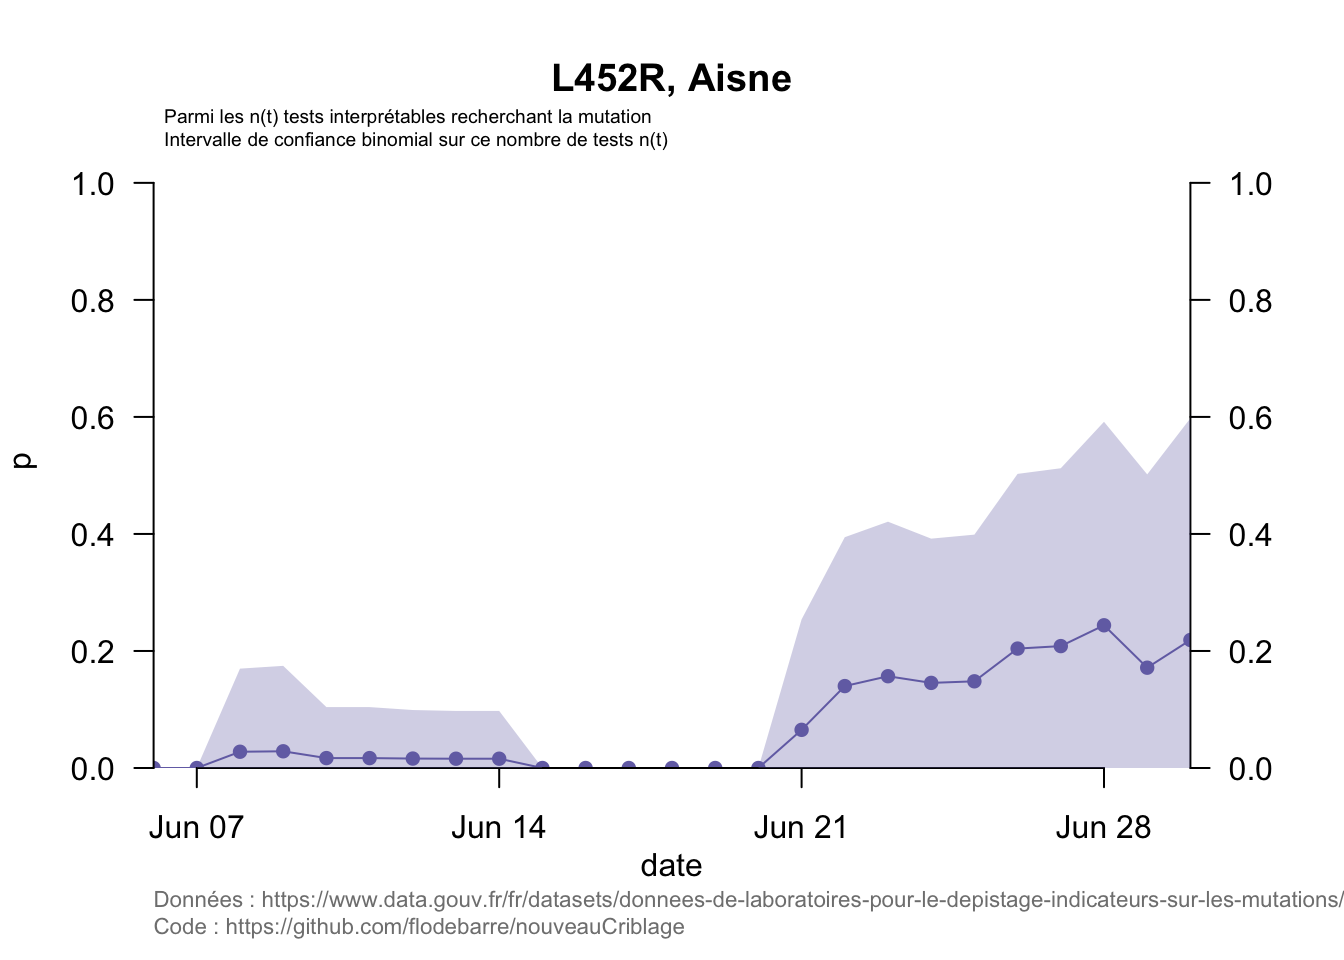 L452R, Aisne
Parmi les n(t) tests interprétables recherchant la mutation
Intervalle de confiance binomial sur ce nombre de tests n(t)
1.0 1.0
0.8 0.8
0.6 0.6
p
0.4 0.4
0.2 0.2
0.0 0.0
Jun 07 Jun 14 Jun 21 Jun 28
date
Données : https://www.data.gouv.fr/fr/datasets/donnees-de-laboratoires-pour-le-depistage-indicateurs-sur-les-mutations/
Code : https://github.com/flodebarre/nouveauCriblage